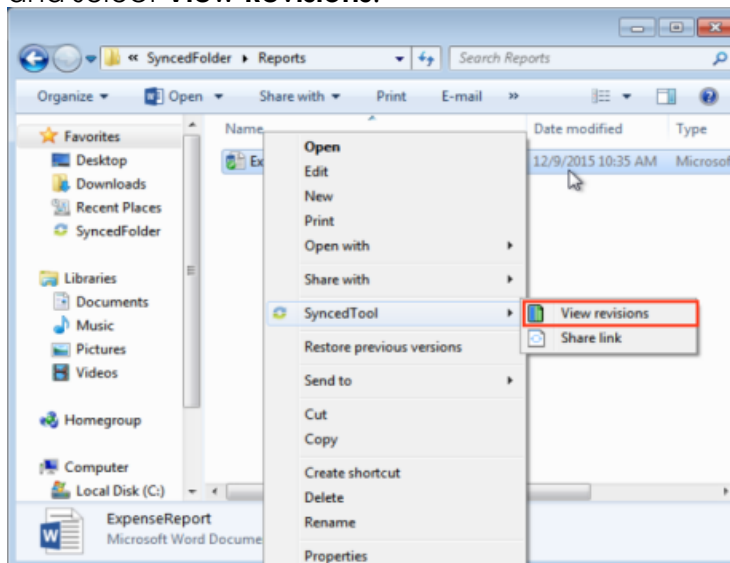 and select View Revisions.
« SyncedFolder ▸ Reports
Search Reports
Organize Open Share with Print E-mail »
Favorites
Desktop
Downloads
Recent Places
SyncedFolder
Libraries
Documents
Music
Pictures
Videos
Homegroup
Computer
Local Disk (C:)
Name Date modified Type
Ex 12/9/2015 10:35 AM Microsof
Open
Edit
New
Print
Open with
Share with
SyncedTool
Restore previous versions
Send to
Cut
Copy
Create shortcut
Delete
Rename
Properties
View revisions
Share link
ExpenseReport
Microsoft Word Docume